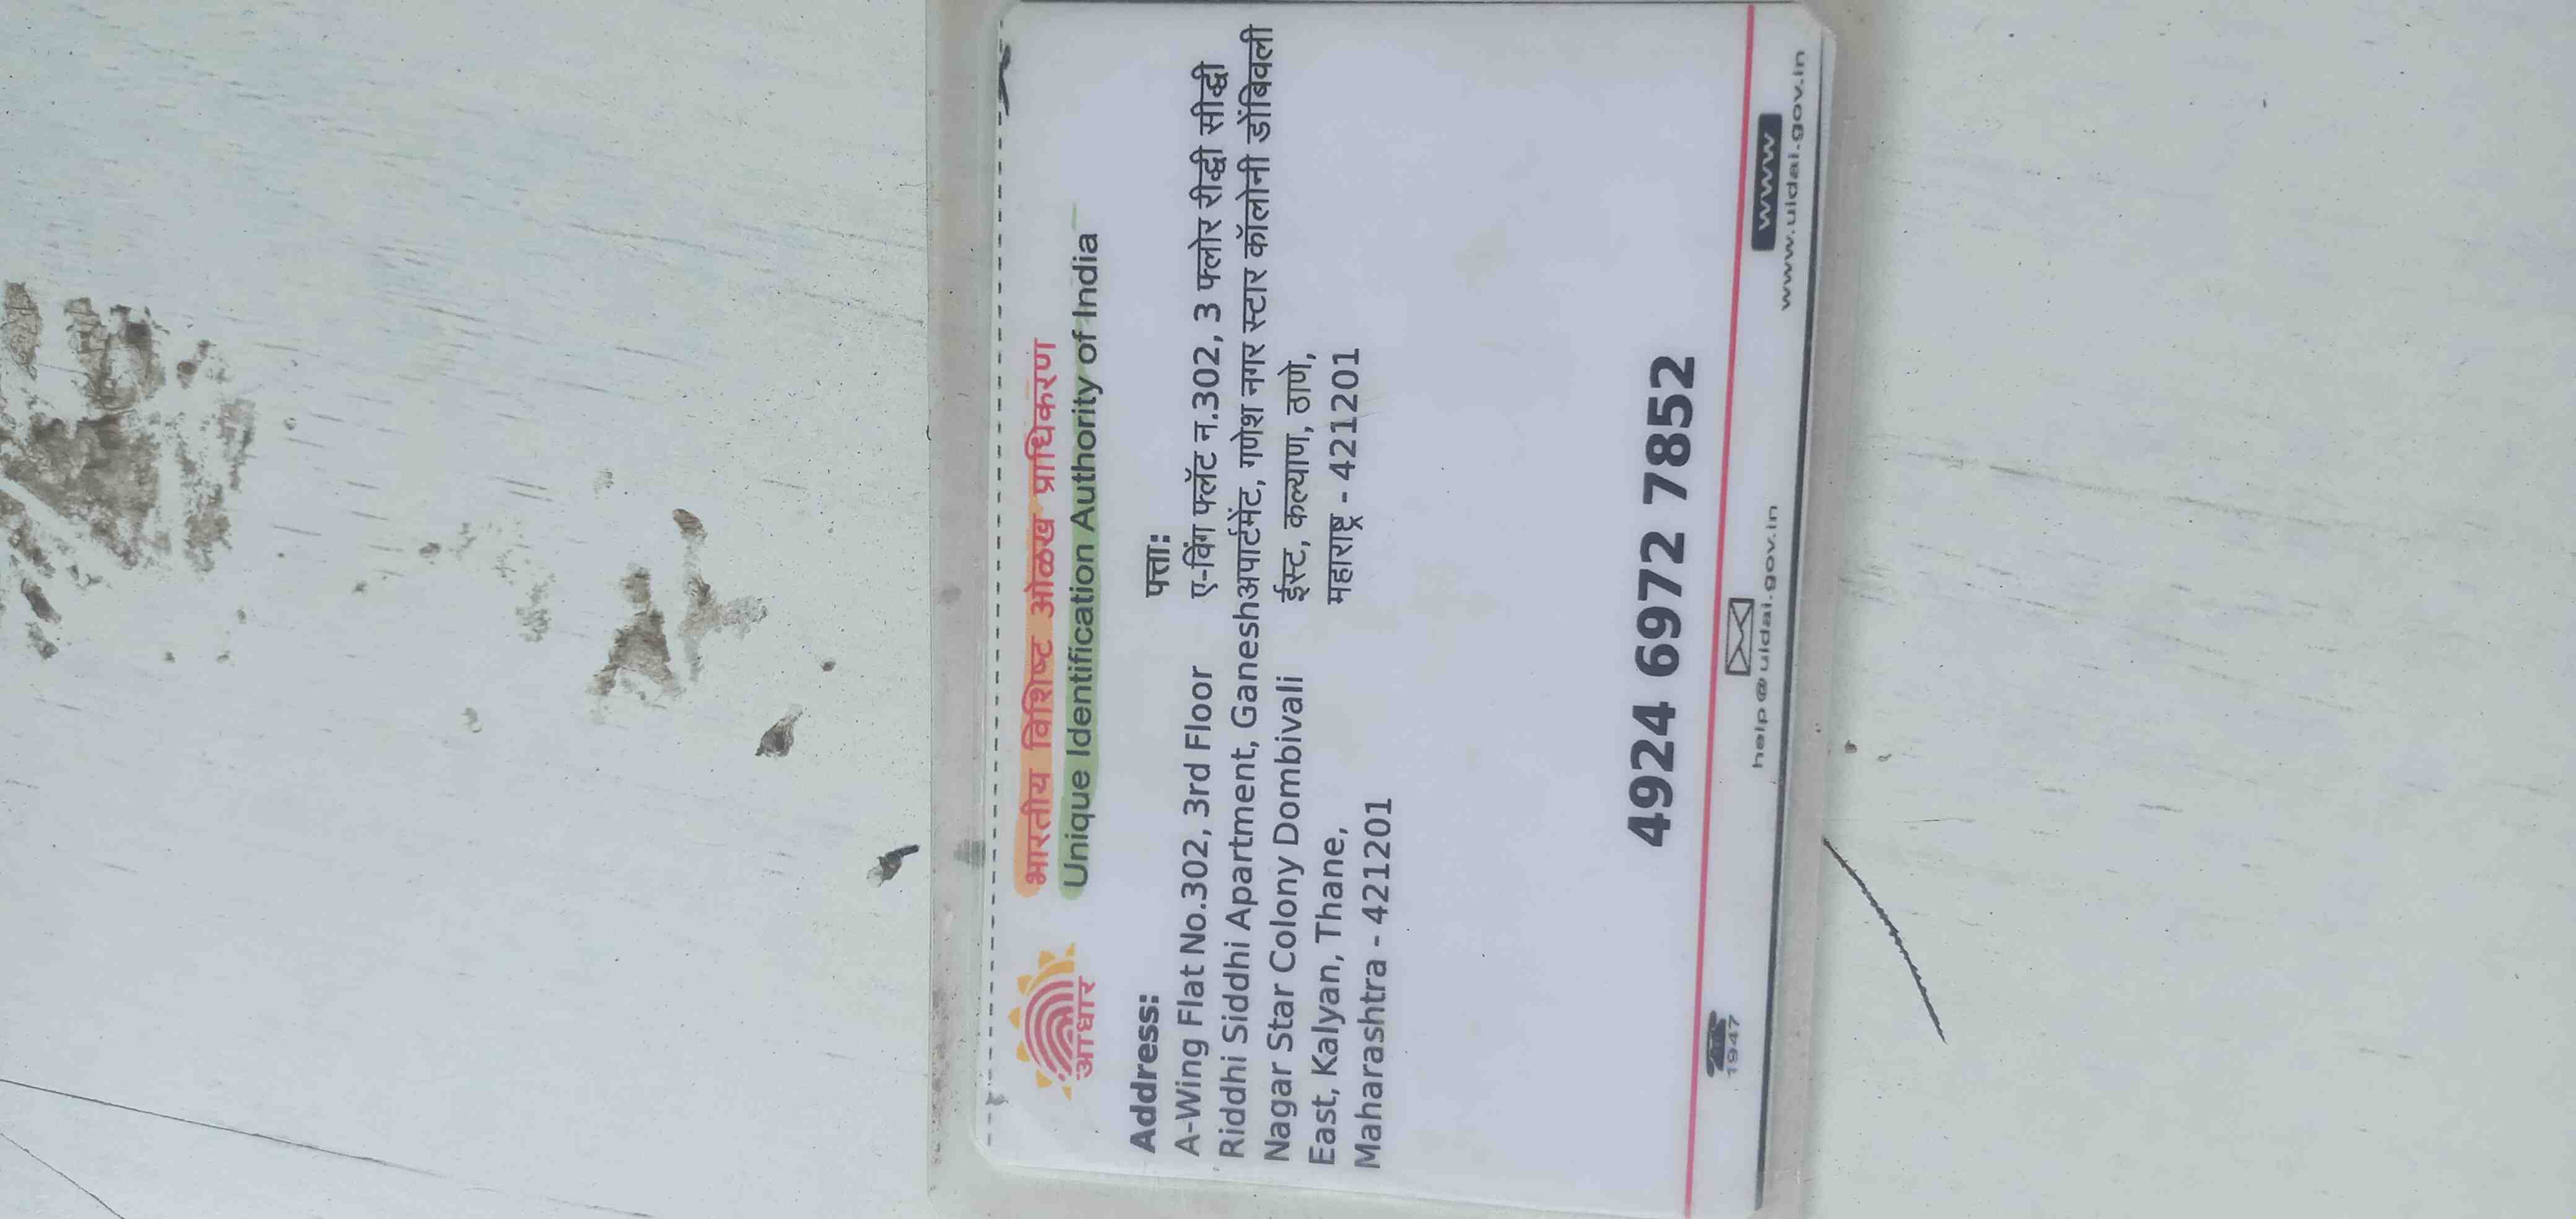 भारतीय विशिष्ट ओळख प्राधिकरण
Unique Identification Authority of India
आधार
Address:
A-Wing Flat No.302, 3rd Floor
Riddhi Siddhi Apartment, Ganesh
Nagar Star Colony Dombivali
East, Kalyan, Thane,
Maharashtra - 421201
पत्ता:
ए-विंग फ्लॅट न.302, 3 फ्लोर रीद्धी सीद्धी
अपार्टमेंट, गणेश नगर स्टार कॉलोनी डोंबिवली
ईस्ट, कल्याण, ठाणे,
महाराष्ट्र - 421201
4924 6972 7852
1947
help@uidai.gov.in
www
www.uidai.gov.in